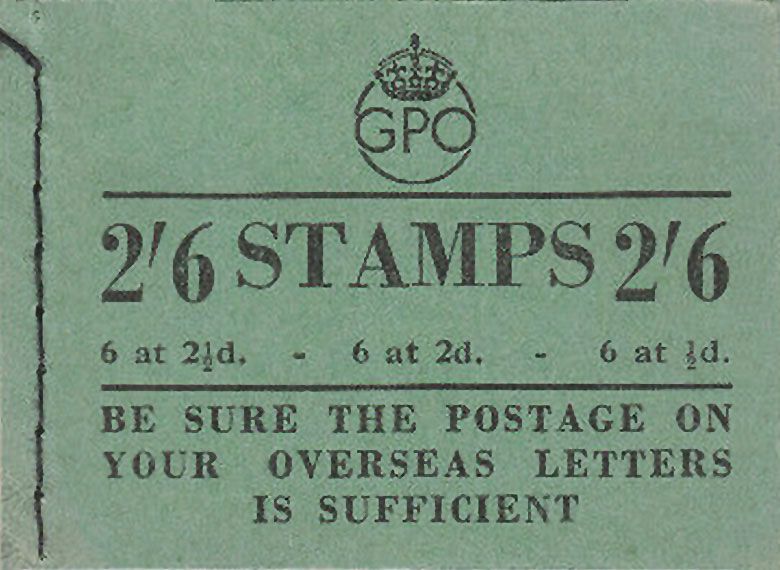 GPO
2/6 STAMPS 2/6
6 at 2½d. - 6 at 2d. - 6 at ½d.
BE SURE THE POSTAGE ON
YOUR OVERSEAS LETTERS
IS SUFFICIENT